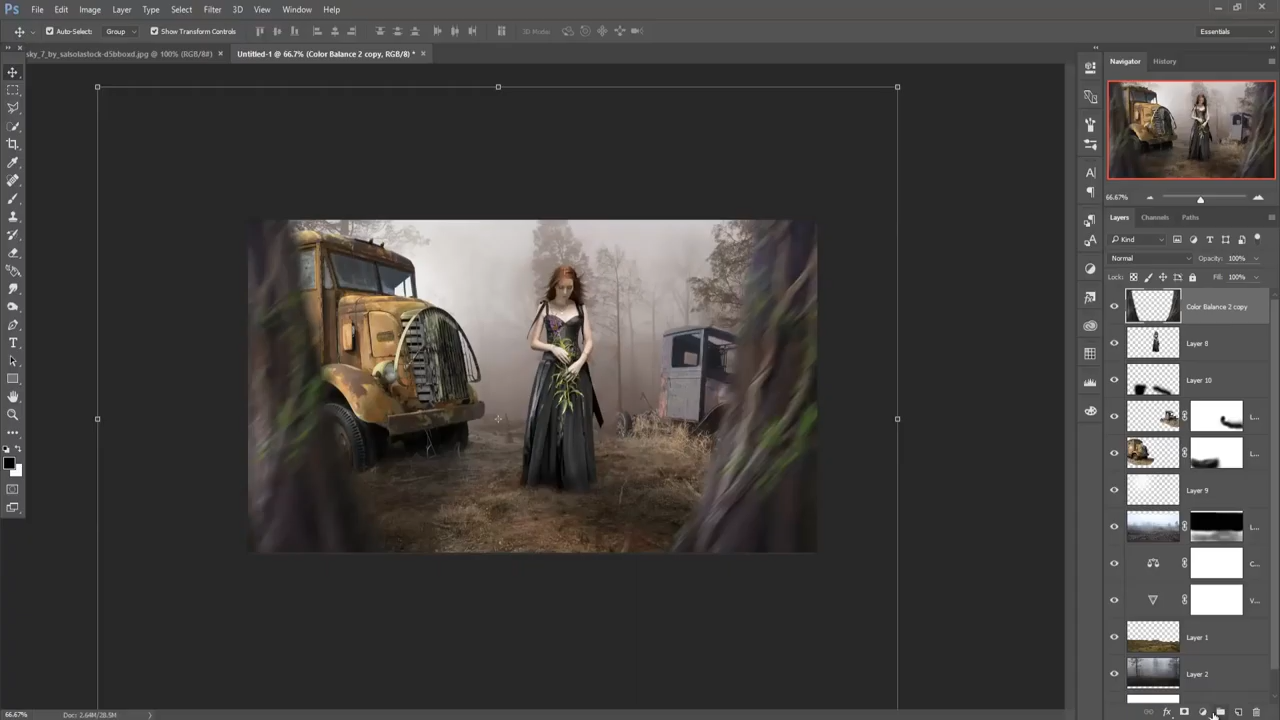 Ps File Edit Image Layer Type Select Filter 3D View Window Help
Auto-Select: Group Show Transform Controls 3D Mode: Essentials
sky_7_by_salsolastock-d5bboxd.jpg @ 100% (RGB/8#) × Untitled-1 @ 66.7% (Color Balance 2 copy, RGB/8) * ×
Navigator History
66.67%
Layers Channels Paths
Kind
Normal Opacity: 100%
Lock: Fill: 100%
Color Balance 2 copy
Layer 8
Layer 10
L...
L...
Layer 9
L...
C...
V...
Layer 1
Layer 2
66.67% Doc: 2.64M/28.5M